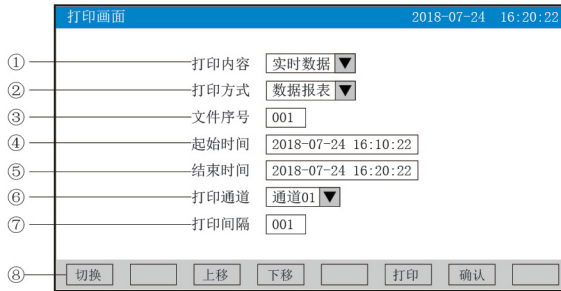 打印画面 2018-07-24 16:20:22
① 打印内容 实时数据
② 打印方式 数据报表
③ 文件序号 001
④ 起始时间 2018-07-24 16:10:22
⑤ 结束时间 2018-07-24 16:20:22
⑥ 打印通道 通道01
⑦ 打印间隔 001
⑧ 切换 上移 下移 打印 确认